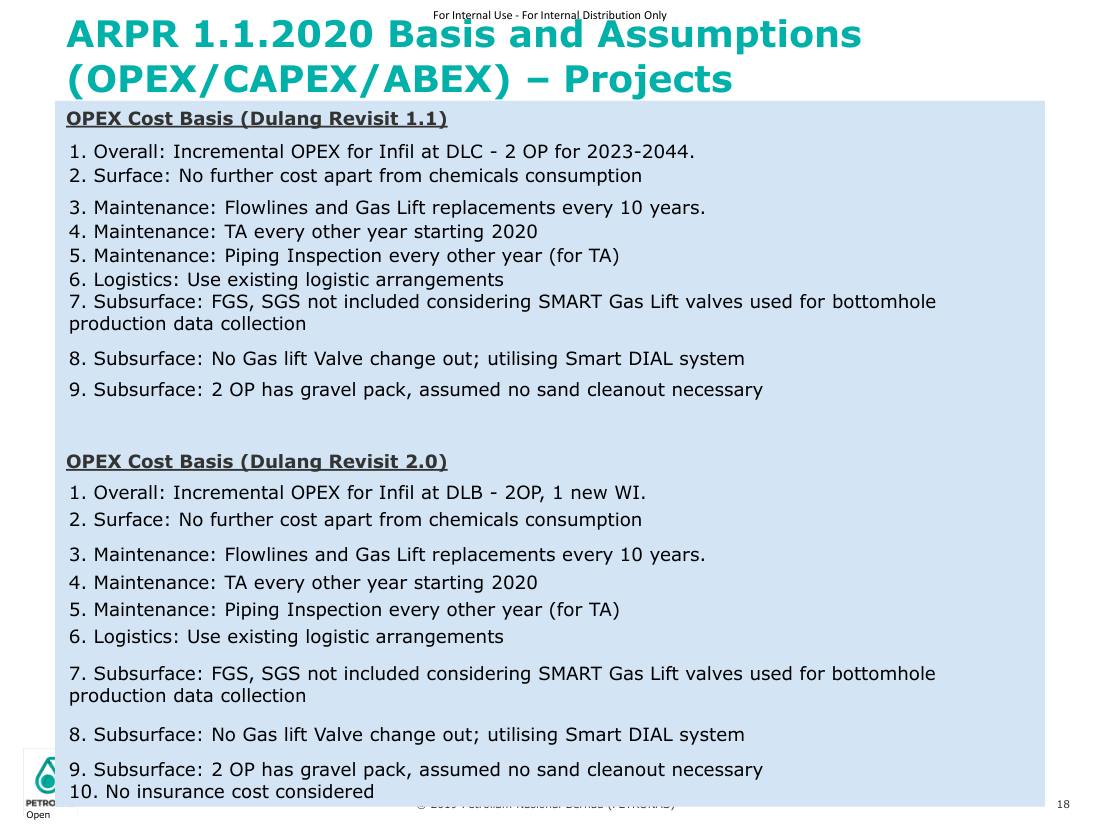 For Internal Use - For Internal Distribution Only
ARPR 1.1.2020 Basis and Assumptions
(OPEX/CAPEX/ABEX) – Projects
OPEX Cost Basis (Dulang Revisit 1.1)
1. Overall: Incremental OPEX for Infil at DLC - 2 OP for 2023-2044.
2. Surface: No further cost apart from chemicals consumption
3. Maintenance: Flowlines and Gas Lift replacements every 10 years.
4. Maintenance: TA every other year starting 2020
5. Maintenance: Piping Inspection every other year (for TA)
6. Logistics: Use existing logistic arrangements
7. Subsurface: FGS, SGS not included considering SMART Gas Lift valves used for bottomhole
production data collection
8. Subsurface: No Gas lift Valve change out; utilising Smart DIAL system
9. Subsurface: 2 OP has gravel pack, assumed no sand cleanout necessary
OPEX Cost Basis (Dulang Revisit 2.0)
1. Overall: Incremental OPEX for Infil at DLB - 2OP, 1 new WI.
2. Surface: No further cost apart from chemicals consumption
3. Maintenance: Flowlines and Gas Lift replacements every 10 years.
4. Maintenance: TA every other year starting 2020
5. Maintenance: Piping Inspection every other year (for TA)
6. Logistics: Use existing logistic arrangements
7. Subsurface: FGS, SGS not included considering SMART Gas Lift valves used for bottomhole
production data collection
8. Subsurface: No Gas lift Valve change out; utilising Smart DIAL system
9. Subsurface: 2 OP has gravel pack, assumed no sand cleanout necessary
10. No insurance cost considered
PETRO
18
Open